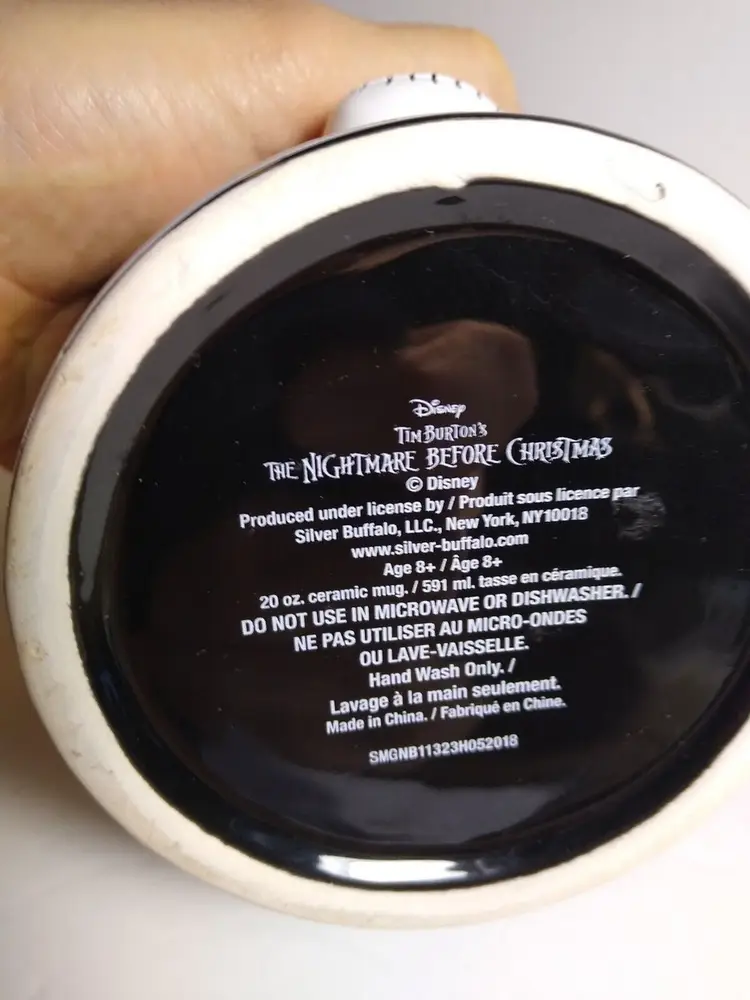 Disney
TIM BURTON'S
THE NIGHTMARE BEFORE CHRISTMAS
© Disney
Produced under license by / Produit sous licence par
Silver Buffalo, LLC., New York, NY10018
www.silver-buffalo.com
Age 8+ / Âge 8+
20 oz. ceramic mug. / 591 ml. tasse en céramique.
DO NOT USE IN MICROWAVE OR DISHWASHER. /
NE PAS UTILISER AU MICRO-ONDES
OU LAVE-VAISSELLE.
Hand Wash Only. /
Lavage à la main seulement.
Made in China. / Fabriqué en Chine.
SMGNB11323H052018